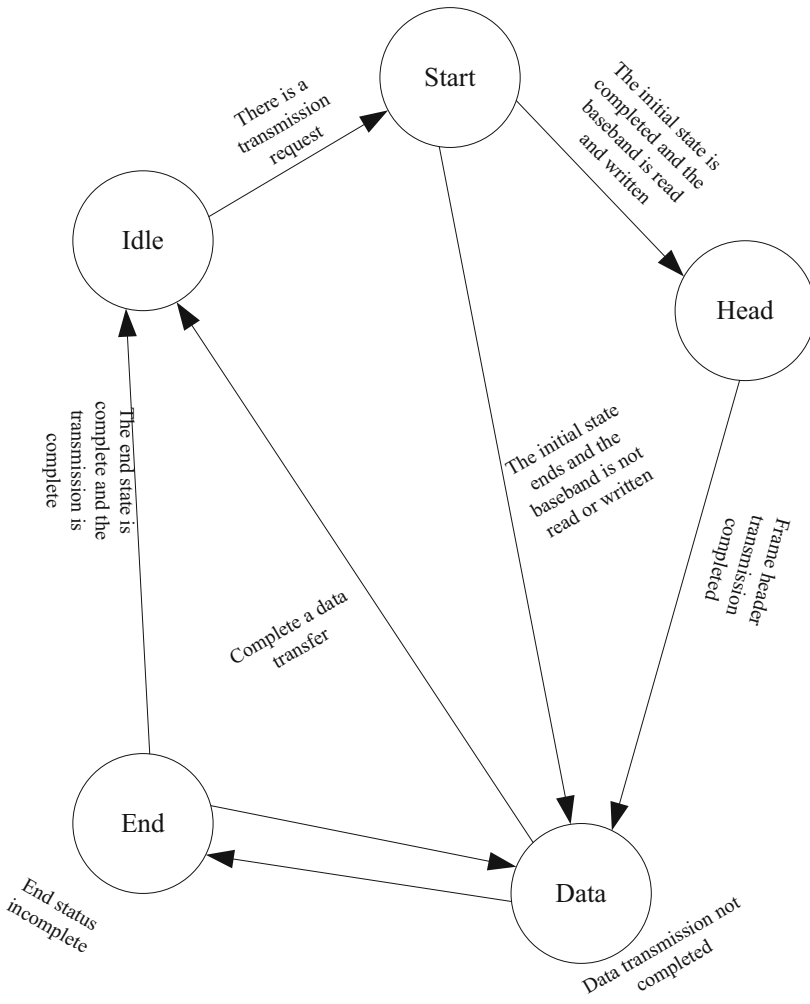 Start
There is a
transmission
request
The initial state is
completed and the
baseband is read
and written
Idle
Head
The end state is
complete and the
transmission is
complete
The initial state
ends and the
baseband is not
read or written
Frame header
transmission
completed
Complete a data
transfer
End
Data
End status
incomplete
Data transmission not
completed